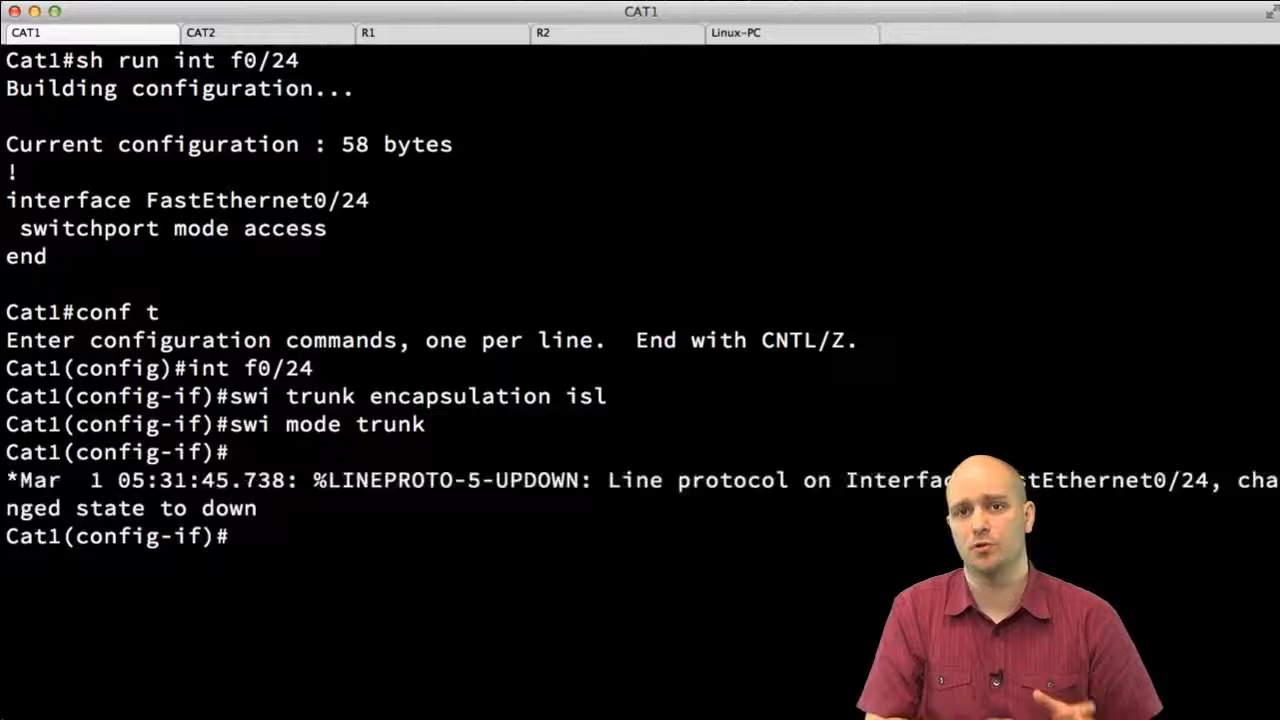 CAT1
CAT1 CAT2 R1 R2 Linux-PC
Cat1#sh run int f0/24
Building configuration...
Current configuration : 58 bytes
!
interface FastEthernet0/24
switchport mode access
end
Cat1#conf t
Enter configuration commands, one per line. End with CNTL/Z.
Cat1(config)#int f0/24
Cat1(config-if)#swi trunk encapsulation isl
Cat1(config-if)#swi mode trunk
Cat1(config-if)#
*Mar 1 05:31:45.738: %LINEPROTO-5-UPDOWN: Line protocol on Interfac stEthernet0/24, cha
nged state to down
Cat1(config-if)#